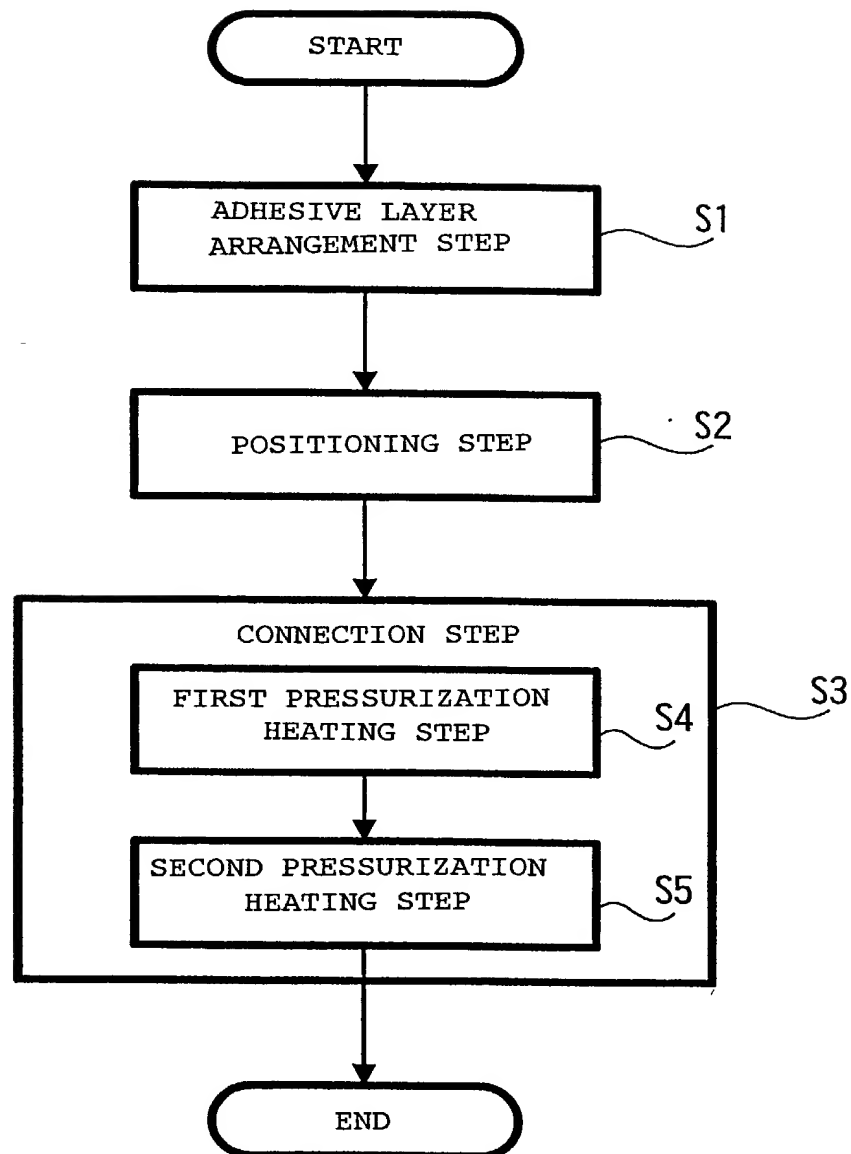 START
ADHESIVE LAYER
ARRANGEMENT STEP
S1
POSITIONING STEP
S2
CONNECTION STEP
S3
FIRST PRESSURIZATION
HEATING STEP
S4
SECOND PRESSURIZATION
HEATING STEP
S5
END